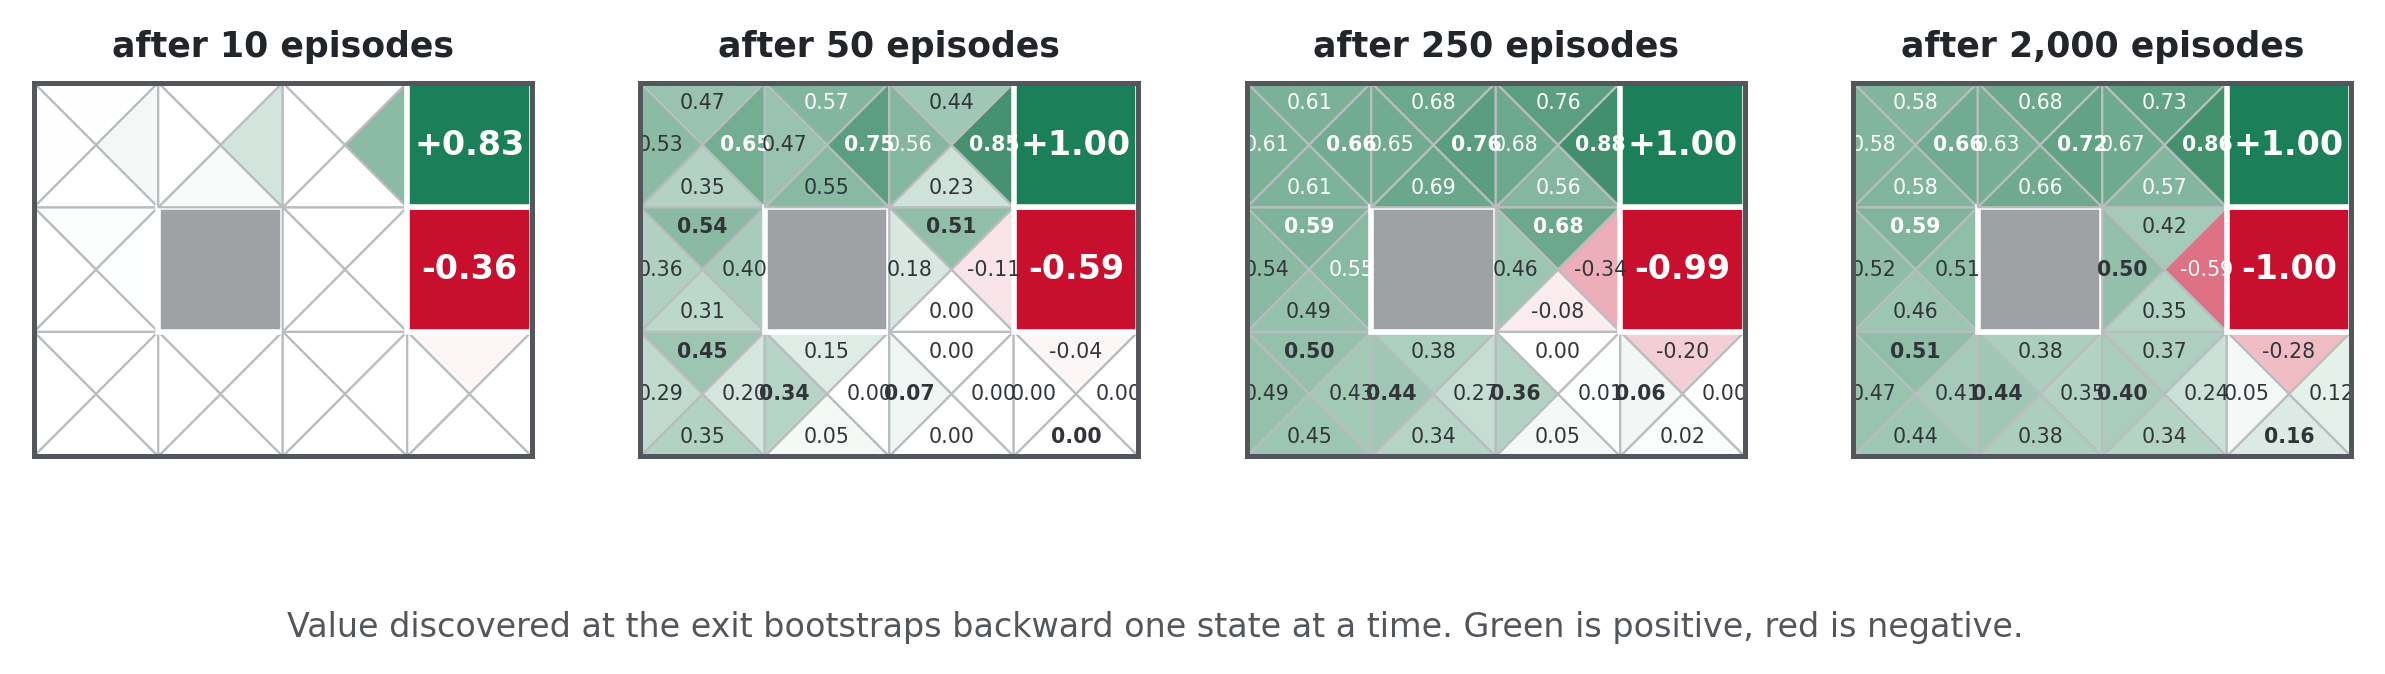 after 10 episodes
+0.83
-0.36
after 50 episodes
0.47 0.57 0.44
0.53 0.65 0.47 0.75 0.56 0.85 +1.00
0.35 0.55 0.23
0.54 0.51
0.36 0.40 0.18 -0.11 -0.59
0.31 0.00
0.45 0.15 0.00 -0.04
0.29 0.20 0.34 0.00 0.07 0.00 0.00 0.00
0.35 0.05 0.00 0.00
after 250 episodes
0.61 0.68 0.76
0.61 0.66 0.65 0.76 0.68 0.88 +1.00
0.61 0.69 0.56
0.59 0.68
0.54 0.55 0.46 -0.34 -0.99
0.49 -0.08
0.50 0.38 0.00 -0.20
0.49 0.43 0.44 0.27 0.36 0.01 0.06 0.00
0.45 0.34 0.05 0.02
after 2,000 episodes
0.58 0.68 0.73
0.58 0.66 0.63 0.72 0.67 0.86 +1.00
0.58 0.66 0.57
0.59 0.42
0.52 0.51 0.50 -0.59 -1.00
0.46 0.35
0.51 0.38 0.37 -0.28
0.47 0.41 0.44 0.35 0.40 0.24 0.05 0.12
0.44 0.38 0.34 0.16
Value discovered at the exit bootstraps backward one state at a time. Green is positive, red is negative.